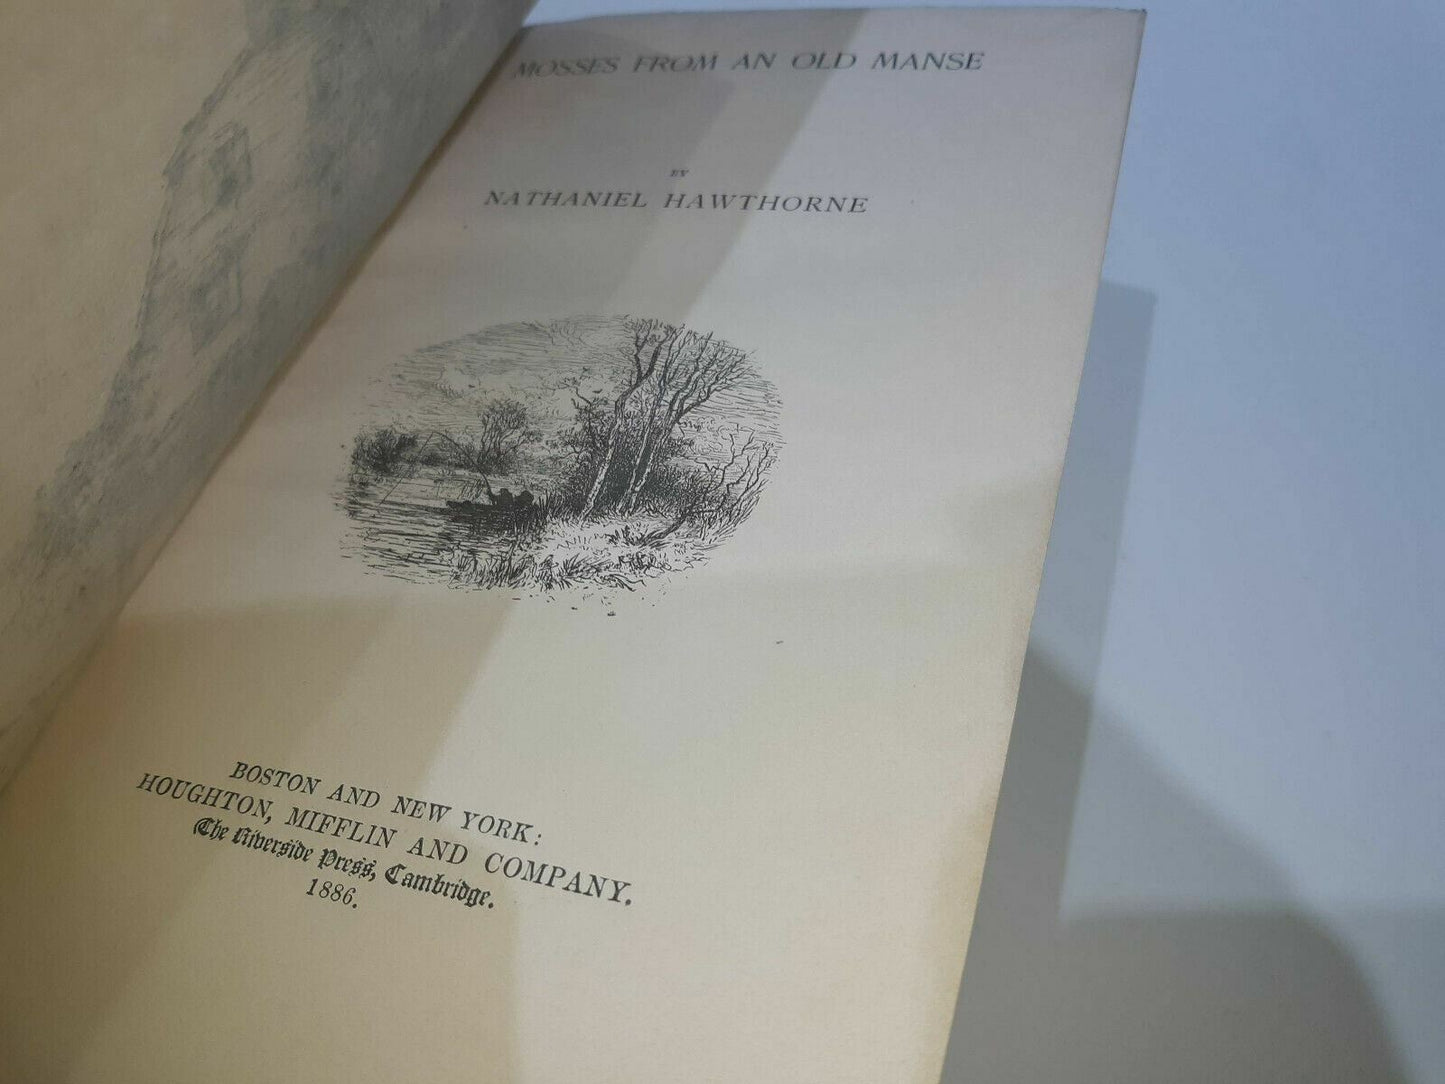 MOSSES FROM AN OLD MANSE
BY
NATHANIEL HAWTHORNE
BOSTON AND NEW YORK:
HOUGHTON, MIFFLIN AND COMPANY.
The Riverside Press, Cambridge.
1886.